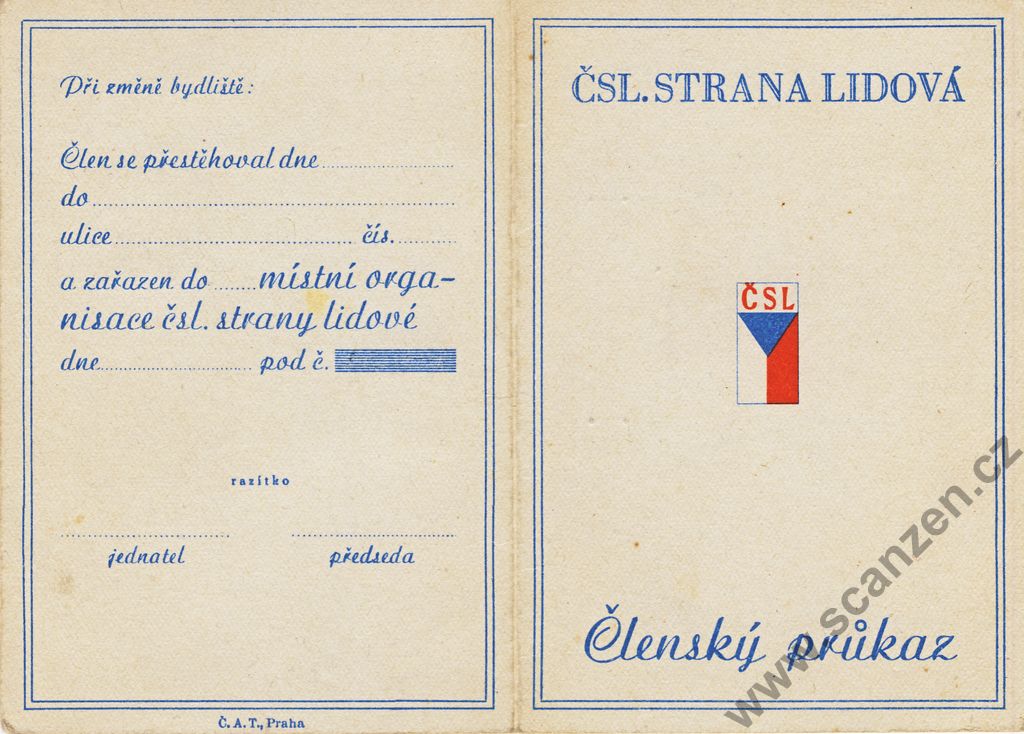 Při změně bydliště:
Člen se přestěhoval dne
do
ulice čís.
a zařazen do místní orga-
nisace čsl. strany lidové
dne pod č.
razítko
jednatel předseda
Č. A. T., Praha
ČSL. STRANA LIDOVÁ
ČSL
Členský průkaz
www.scanzen.cz